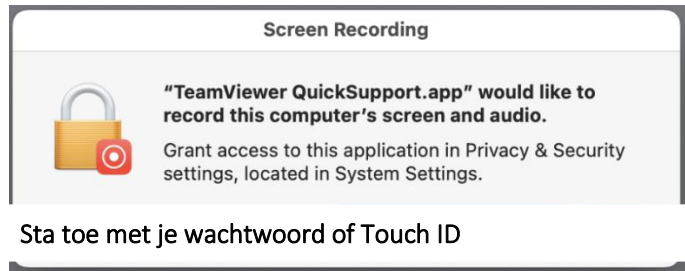 Screen Recording
“TeamViewer QuickSupport.app” would like to
record this computer’s screen and audio.
Grant access to this application in Privacy & Security
settings, located in System Settings.
Sta toe met je wachtwoord of Touch ID